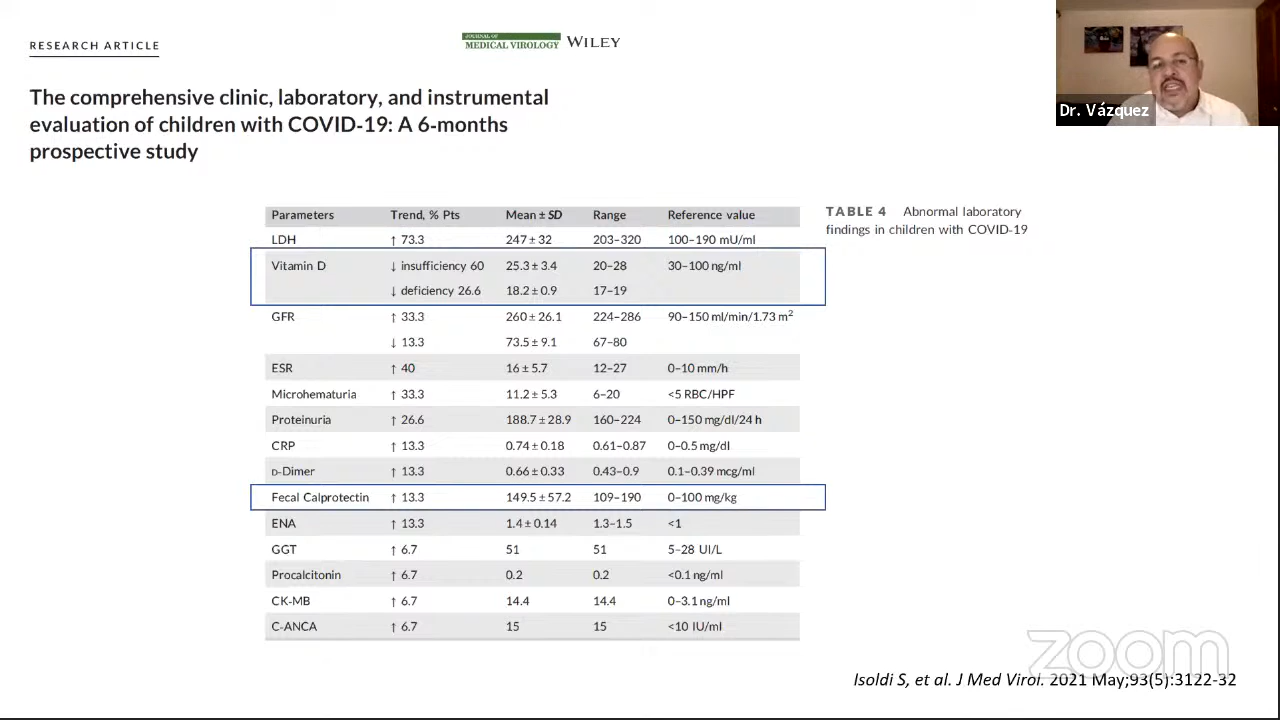 RESEARCH ARTICLE
JOURNAL OF
MEDICAL VIROLOGY WILEY
The comprehensive clinic, laboratory, and instrumental
evaluation of children with COVID-19: A 6-months
prospective study
Dr. Vázquez
Parameters Trend, % Pts Mean ± SD Range Reference value
LDH ↑ 73.3 247 ± 32 203–320 100–190 mU/ml
Vitamin D ↓ insufficiency 60 25.3 ± 3.4 20–28 30–100 ng/ml
↓ deficiency 26.6 18.2 ± 0.9 17–19
GFR ↑ 33.3 260 ± 26.1 224–286 90–150 ml/min/1.73 m²
↓ 13.3 73.5 ± 9.1 67–80
ESR ↑ 40 16 ± 5.7 12–27 0–10 mm/h
Microhematuria ↑ 33.3 11.2 ± 5.3 6–20 <5 RBC/HPF
Proteinuria ↑ 26.6 188.7 ± 28.9 160–224 0–150 mg/dl/24 h
CRP ↑ 13.3 0.74 ± 0.18 0.61–0.87 0–0.5 mg/dl
D-Dimer ↑ 13.3 0.66 ± 0.33 0.43–0.9 0.1–0.39 mcg/ml
Fecal Calprotectin ↑ 13.3 149.5 ± 57.2 109–190 0–100 mg/kg
ENA ↑ 13.3 1.4 ± 0.14 1.3–1.5 <1
GGT ↑ 6.7 51 51 5–28 UI/L
Procalcitonin ↑ 6.7 0.2 0.2 <0.1 ng/ml
CK-MB ↑ 6.7 14.4 14.4 0–3.1 ng/ml
C-ANCA ↑ 6.7 15 15 <10 IU/ml
TABLE 4 Abnormal laboratory
findings in children with COVID-19
zoom
Isoldi S, et al. J Med Virol. 2021 May;93(5):3122-32